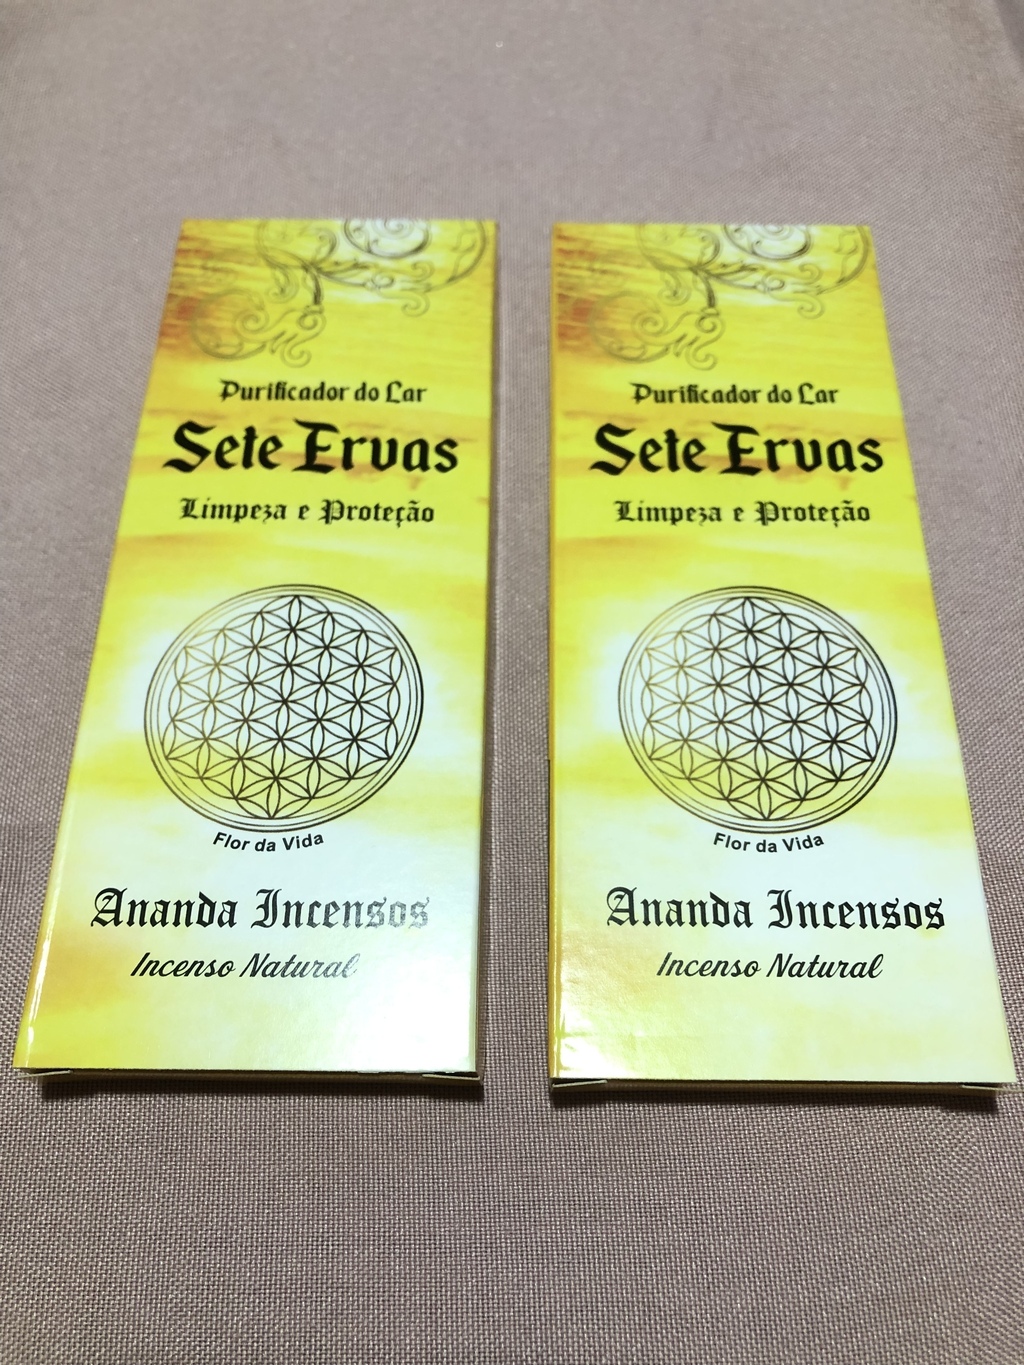 Purificador do Lar
Sete Ervas
Limpeza e Proteção
Flor da Vida
Ananda Incensos
Incenso Natural
Purificador do Lar
Sete Ervas
Limpeza e Proteção
Flor da Vida
Ananda Incensos
Incenso Natural